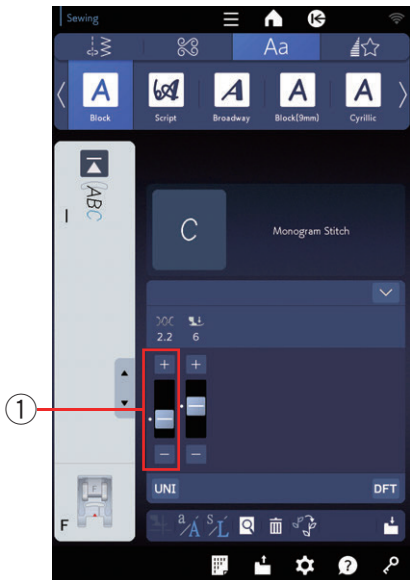 Sewing
Aa
A A A A A
Block Script Broadway Block(9mm) Cyrillic
ABC
C Monogram Stitch
2.2 6
+ +
1
− −
UNI DFT
F F
a/A S/L
?